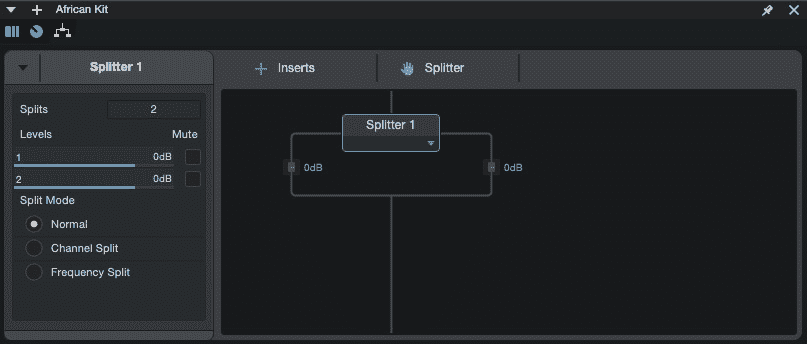 African Kit
Splitter 1
Inserts
Splitter
Splits 2
Levels Mute
1 0dB
2 0dB
Split Mode
Normal
Channel Split
Frequency Split
Splitter 1
0dB 0dB